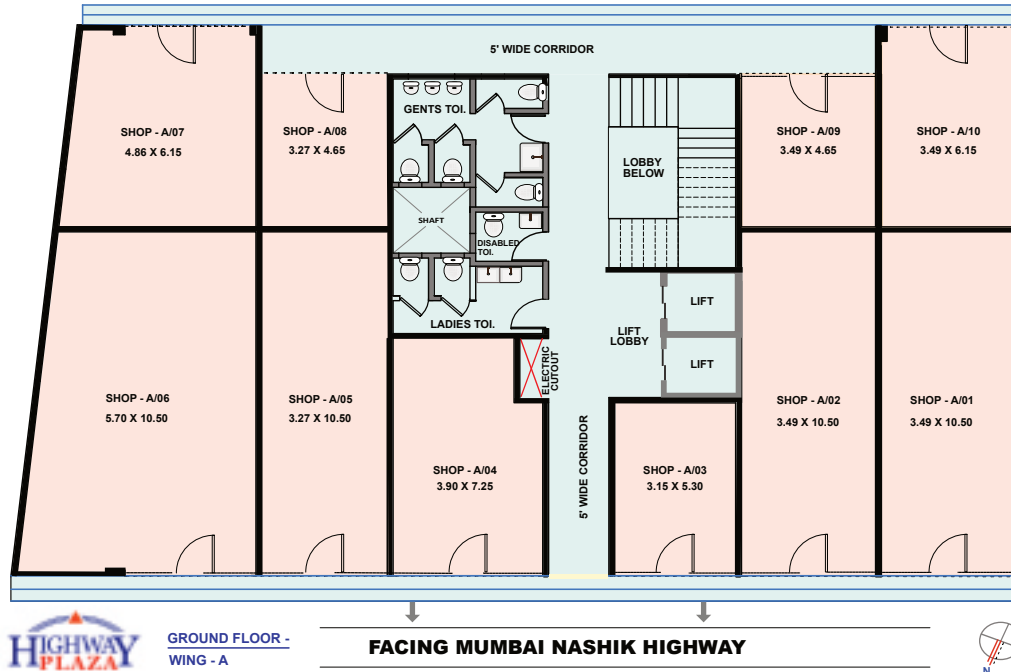 5' WIDE CORRIDOR
GENTS TOI.
SHOP - A/07
4.86 X 6.15
SHOP - A/08
3.27 X 4.65
SHOP - A/09
3.49 X 4.65
SHOP - A/10
3.49 X 6.15
LOBBY
BELOW
SHAFT
DISABLED
TOI.
LADIES TOI.
LIFT
LIFT
LOBBY
LIFT
ELECTRIC
CUTOUT
SHOP - A/06
5.70 X 10.50
SHOP - A/05
3.27 X 10.50
SHOP - A/04
3.90 X 7.25
5' WIDE CORRIDOR
SHOP - A/03
3.15 X 5.30
SHOP - A/02
3.49 X 10.50
SHOP - A/01
3.49 X 10.50
HIGHWAY
PLAZA
GROUND FLOOR -
WING - A
FACING MUMBAI NASHIK HIGHWAY
N